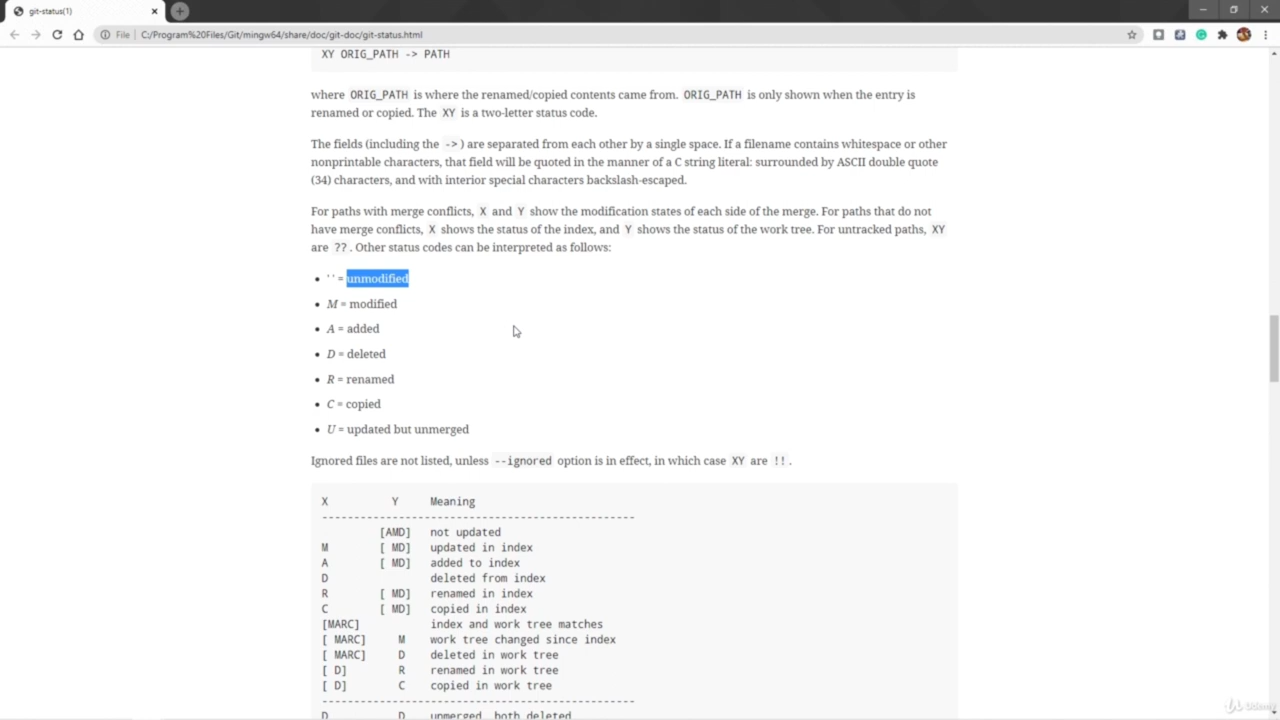 git-status(1)
File C:/Program%20Files/Git/mingw64/share/doc/git-doc/git-status.html
XY ORIG_PATH -> PATH
where ORIG_PATH is where the renamed/copied contents came from. ORIG_PATH is only shown when the entry is
renamed or copied. The XY is a two-letter status code.
The fields (including the ->) are separated from each other by a single space. If a filename contains whitespace or other
nonprintable characters, that field will be quoted in the manner of a C string literal: surrounded by ASCII double quote
(34) characters, and with interior special characters backslash-escaped.
For paths with merge conflicts, X and Y show the modification states of each side of the merge. For paths that do not
have merge conflicts, X shows the status of the index, and Y shows the status of the work tree. For untracked paths, XY
are ??. Other status codes can be interpreted as follows:
• ' ' = unmodified
• M = modified
• A = added
• D = deleted
• R = renamed
• C = copied
• U = updated but unmerged
Ignored files are not listed, unless --ignored option is in effect, in which case XY are !!.
X Y Meaning
-------------------------------------------------
[AMD] not updated
M [ MD] updated in index
A [ MD] added to index
D deleted from index
R [ MD] renamed in index
C [ MD] copied in index
[MARC] index and work tree matches
[ MARC] M work tree changed since index
[ MARC] D deleted in work tree
[ D] R renamed in work tree
[ D] C copied in work tree
-------------------------------------------------
D D unmerged, both deleted
Udemy